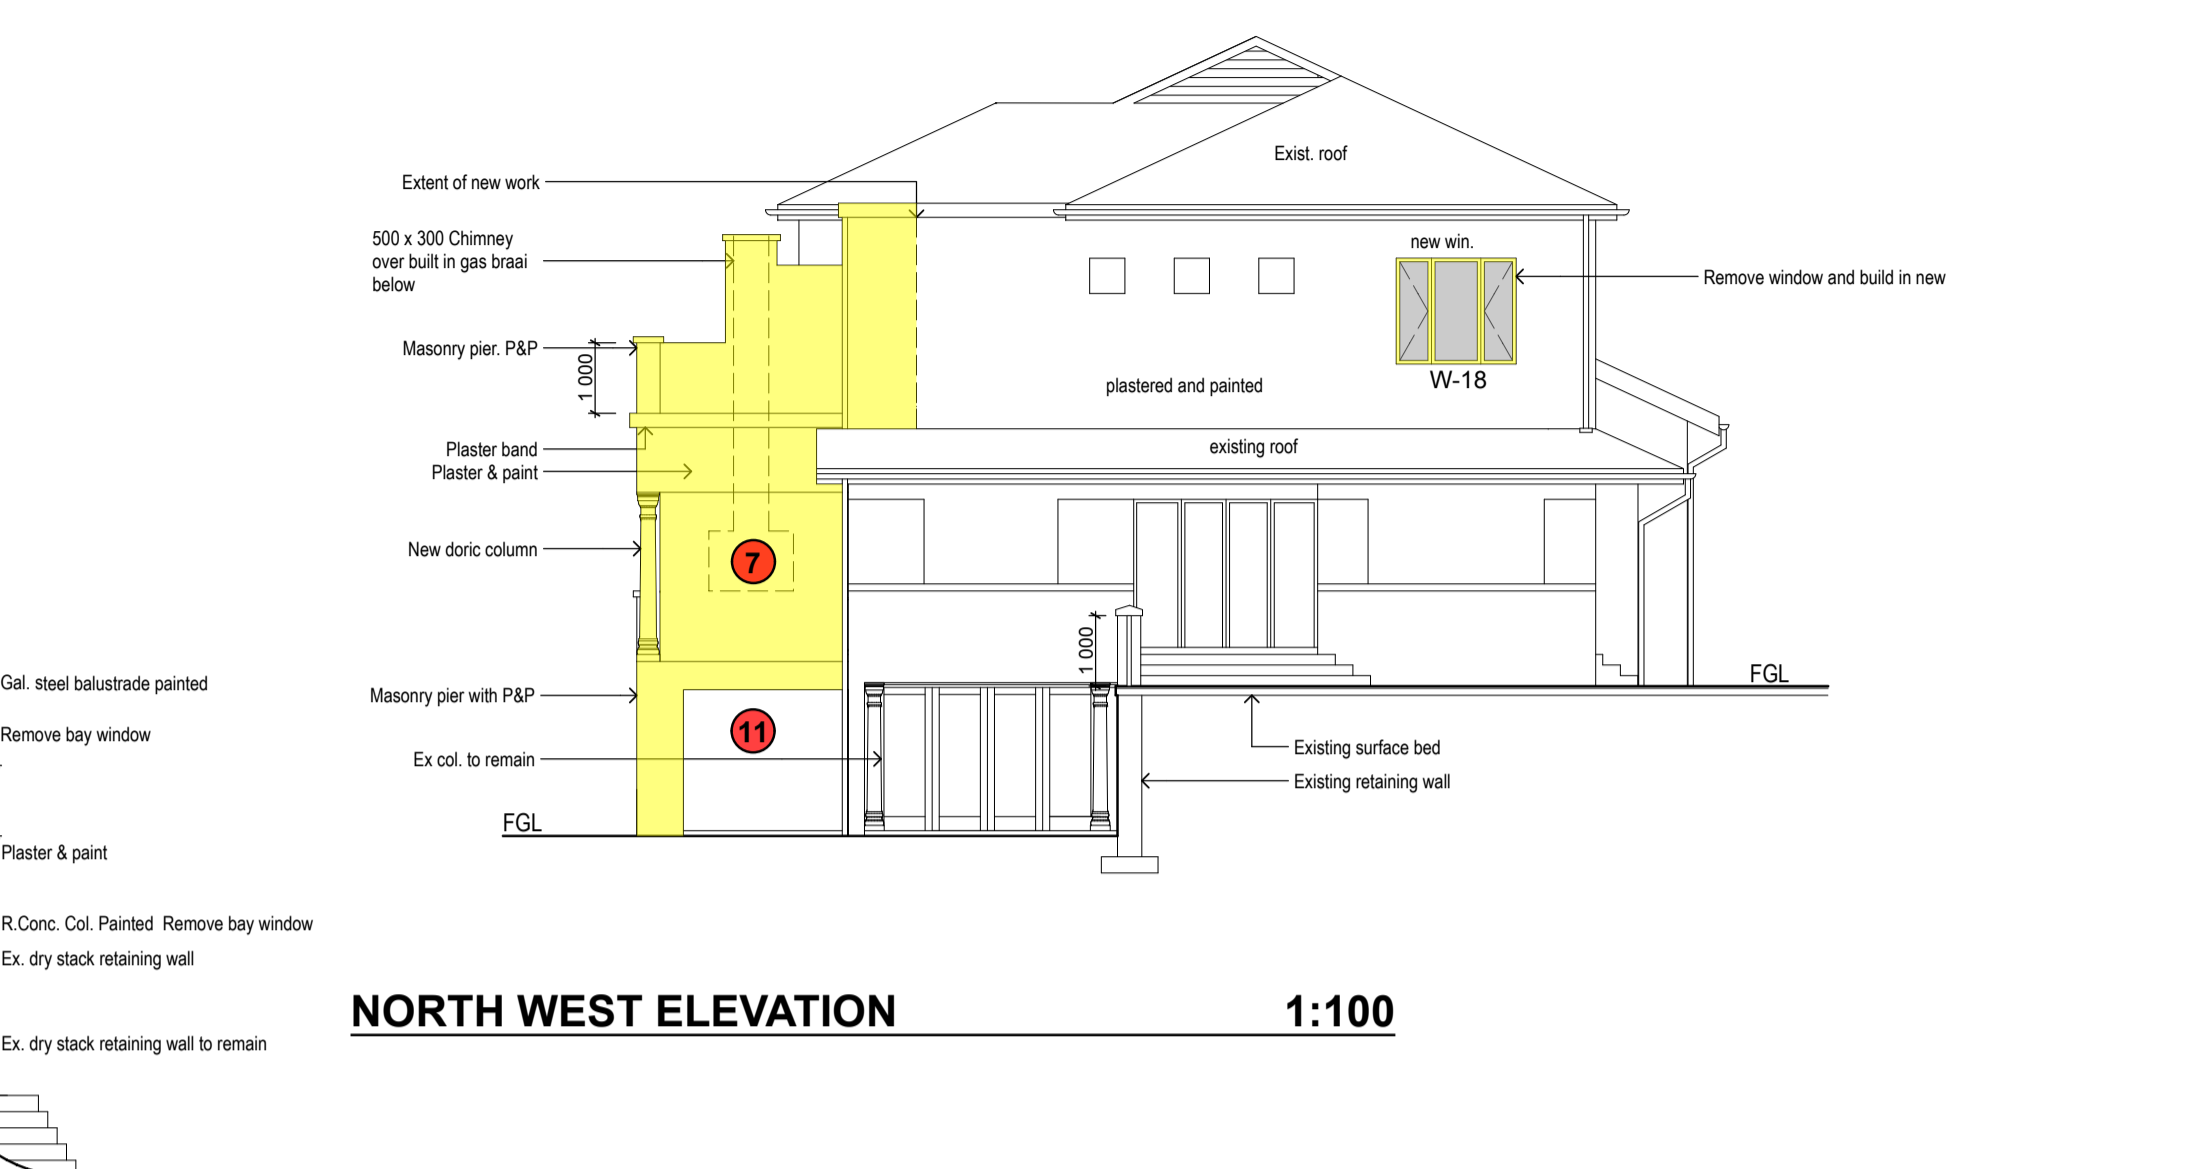 Exist. roof
Extent of new work
500 x 300 Chimney
over built in gas braai
below
new win.
Remove window and build in new
Masonry pier. P&P
1 000
W-18
plastered and painted
Plaster band
Plaster & paint
existing roof
New doric column
7
1 000
FGL
Gal. steel balustrade painted
Masonry pier with P&P
Remove bay window
11
Existing surface bed
Ex col. to remain
Existing retaining wall
FGL
Plaster & paint
R.Conc. Col. Painted Remove bay window
Ex. dry stack retaining wall
NORTH WEST ELEVATION 1:100
Ex. dry stack retaining wall to remain